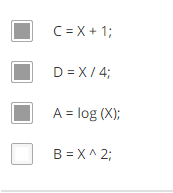 C = X + 1;
D = X / 4;
A = log (X);
B = X ^ 2;